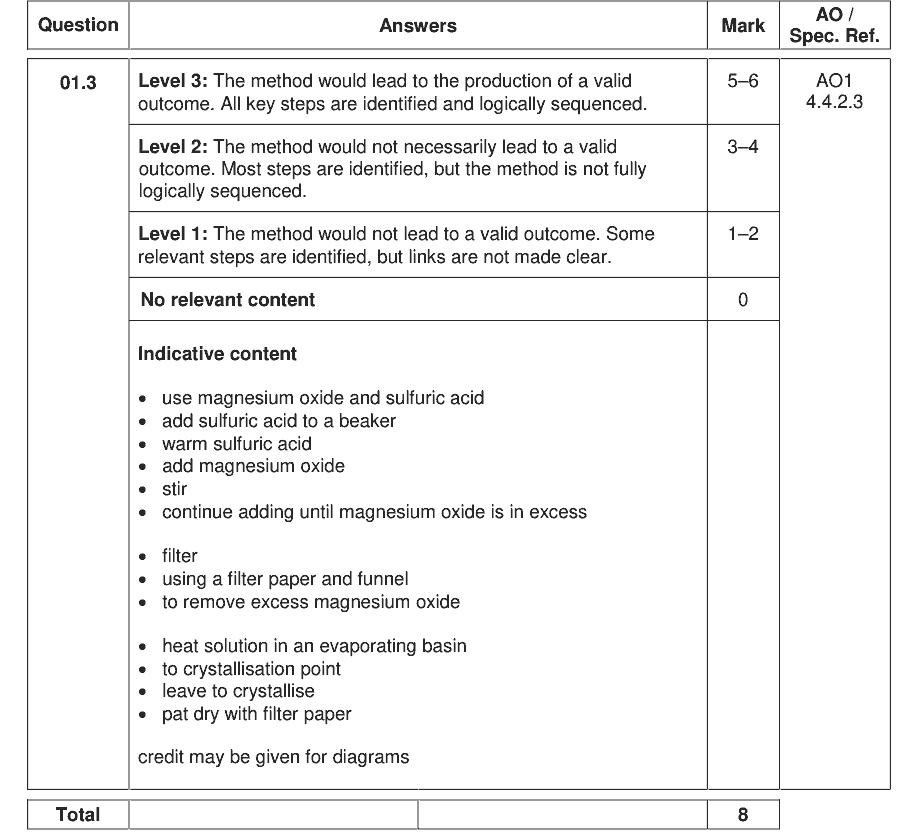 Question Answers Mark AO /
Spec. Ref.
01.3 Level 3: The method would lead to the production of a valid 5–6 AO1
outcome. All key steps are identified and logically sequenced. 4.4.2.3
Level 2: The method would not necessarily lead to a valid 3–4
outcome. Most steps are identified, but the method is not fully
logically sequenced.
Level 1: The method would not lead to a valid outcome. Some 1–2
relevant steps are identified, but links are not made clear.
No relevant content 0
Indicative content
• use magnesium oxide and sulfuric acid
• add sulfuric acid to a beaker
• warm sulfuric acid
• add magnesium oxide
• stir
• continue adding until magnesium oxide is in excess
• filter
• using a filter paper and funnel
• to remove excess magnesium oxide
• heat solution in an evaporating basin
• to crystallisation point
• leave to crystallise
• pat dry with filter paper
credit may be given for diagrams
Total 8